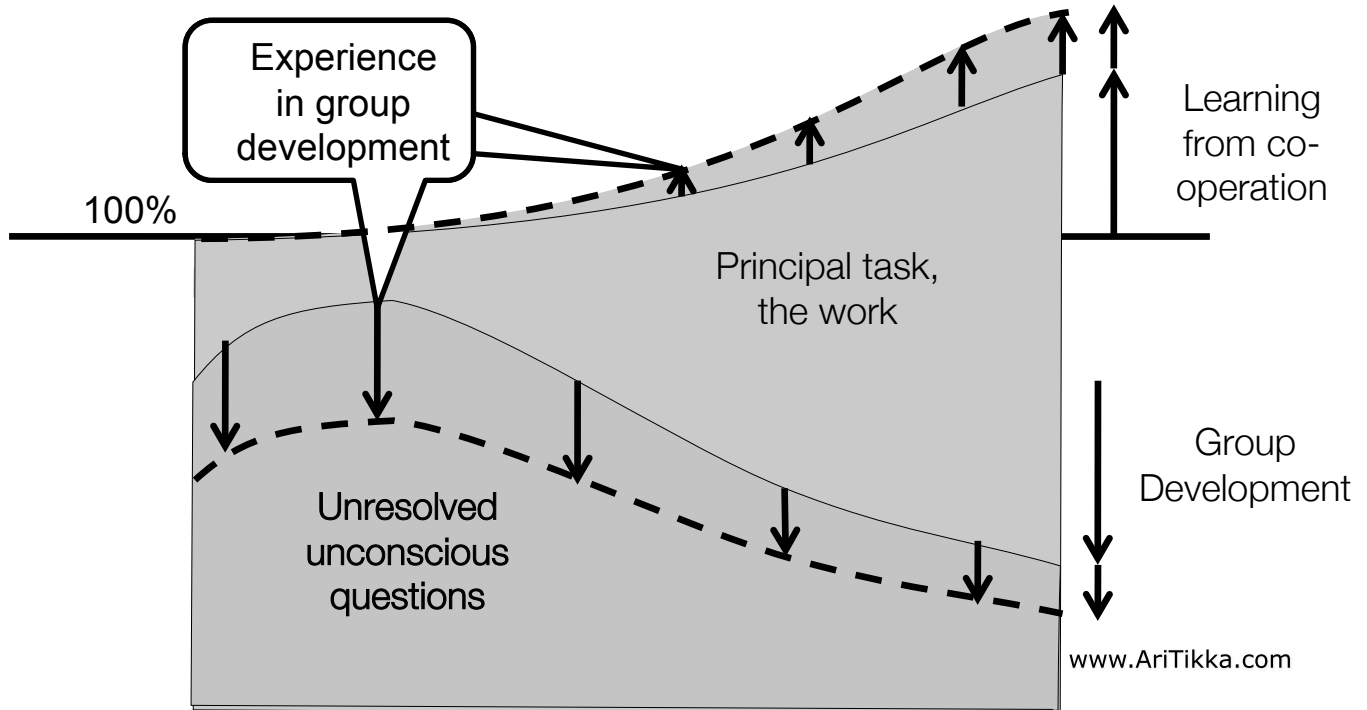 Experience
in group
development
100%
Learning
from co-
operation
Principal task,
the work
Group
Development
Unresolved
unconscious
questions
www.AriTikka.com